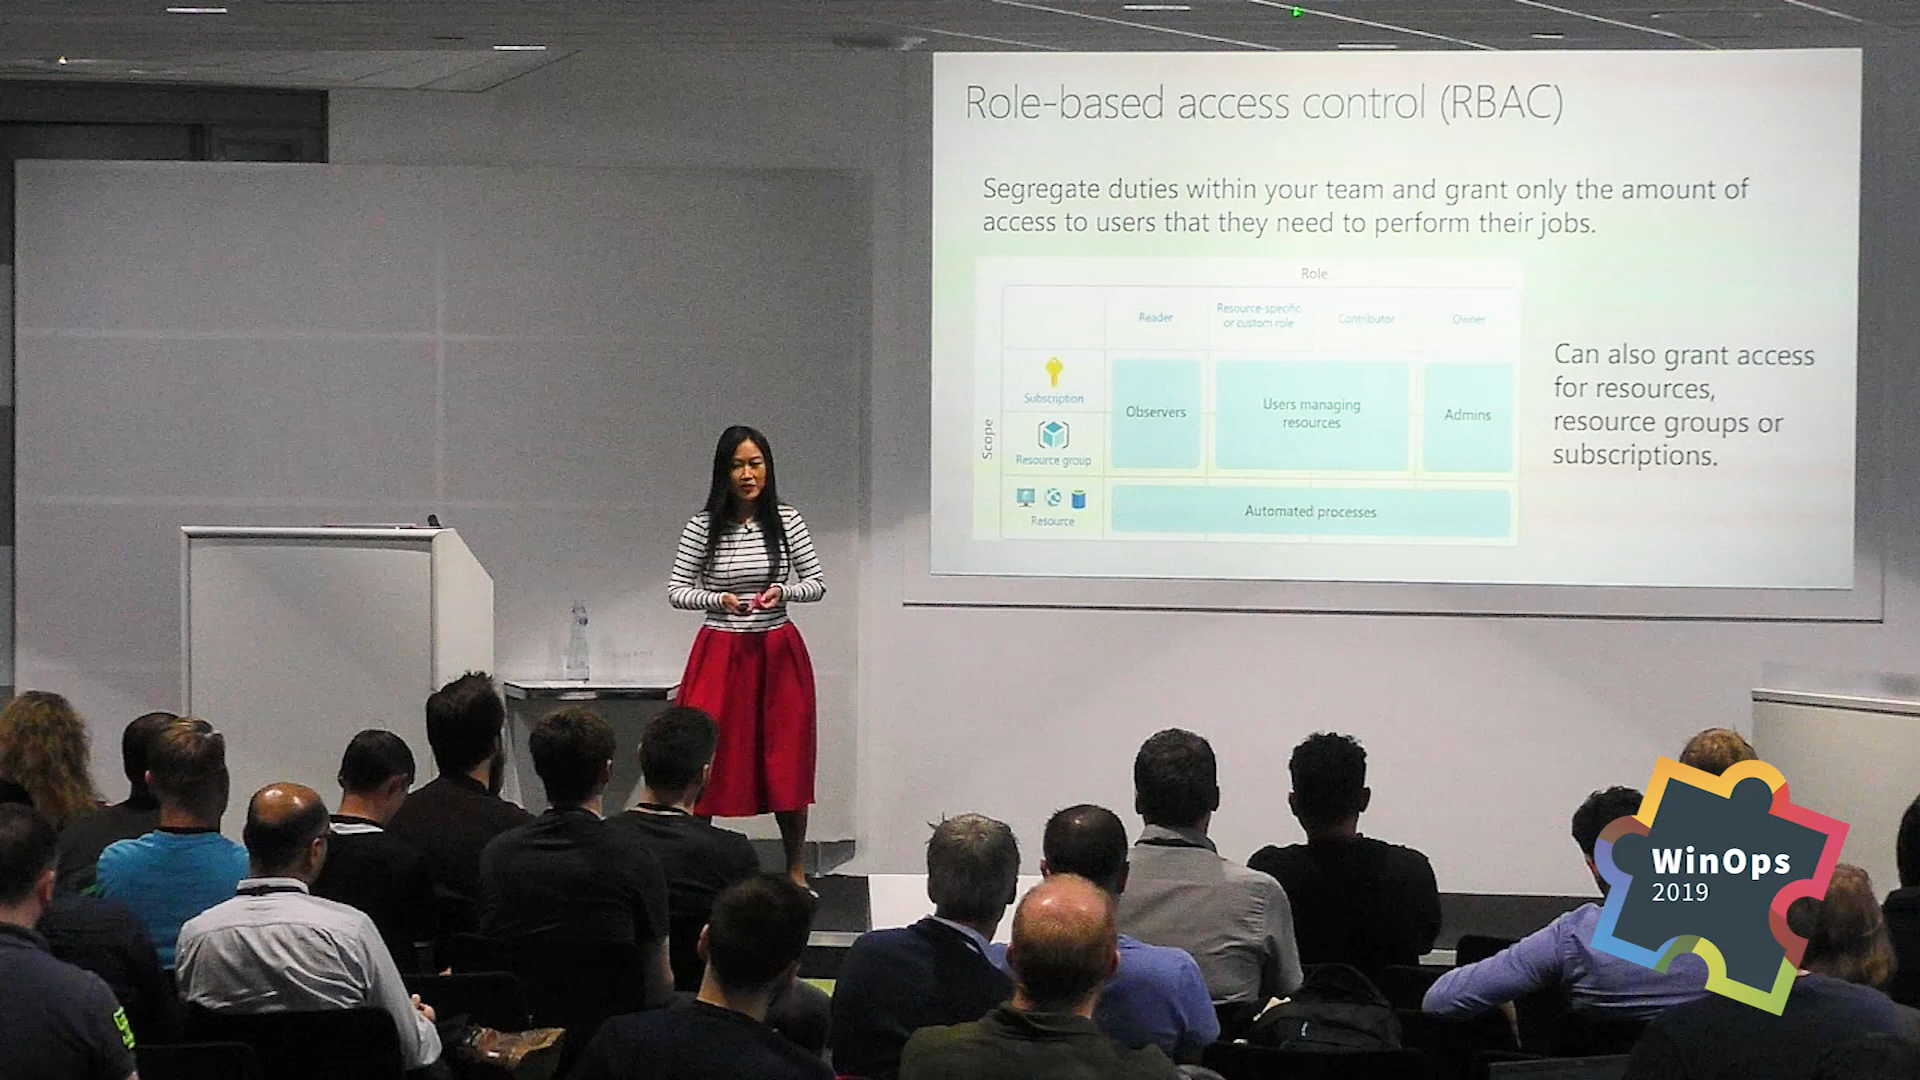 Role-based access control (RBAC)
Segregate duties within your team and grant only the amount of
access to users that they need to perform their jobs.
Role
Reader
Resource-specific
or custom role
Contributor
Owner
Scope
Subscription
Resource group
Resource
Observers
Users managing
resources
Admins
Automated processes
Can also grant access
for resources,
resource groups or
subscriptions.
WinOps
2019